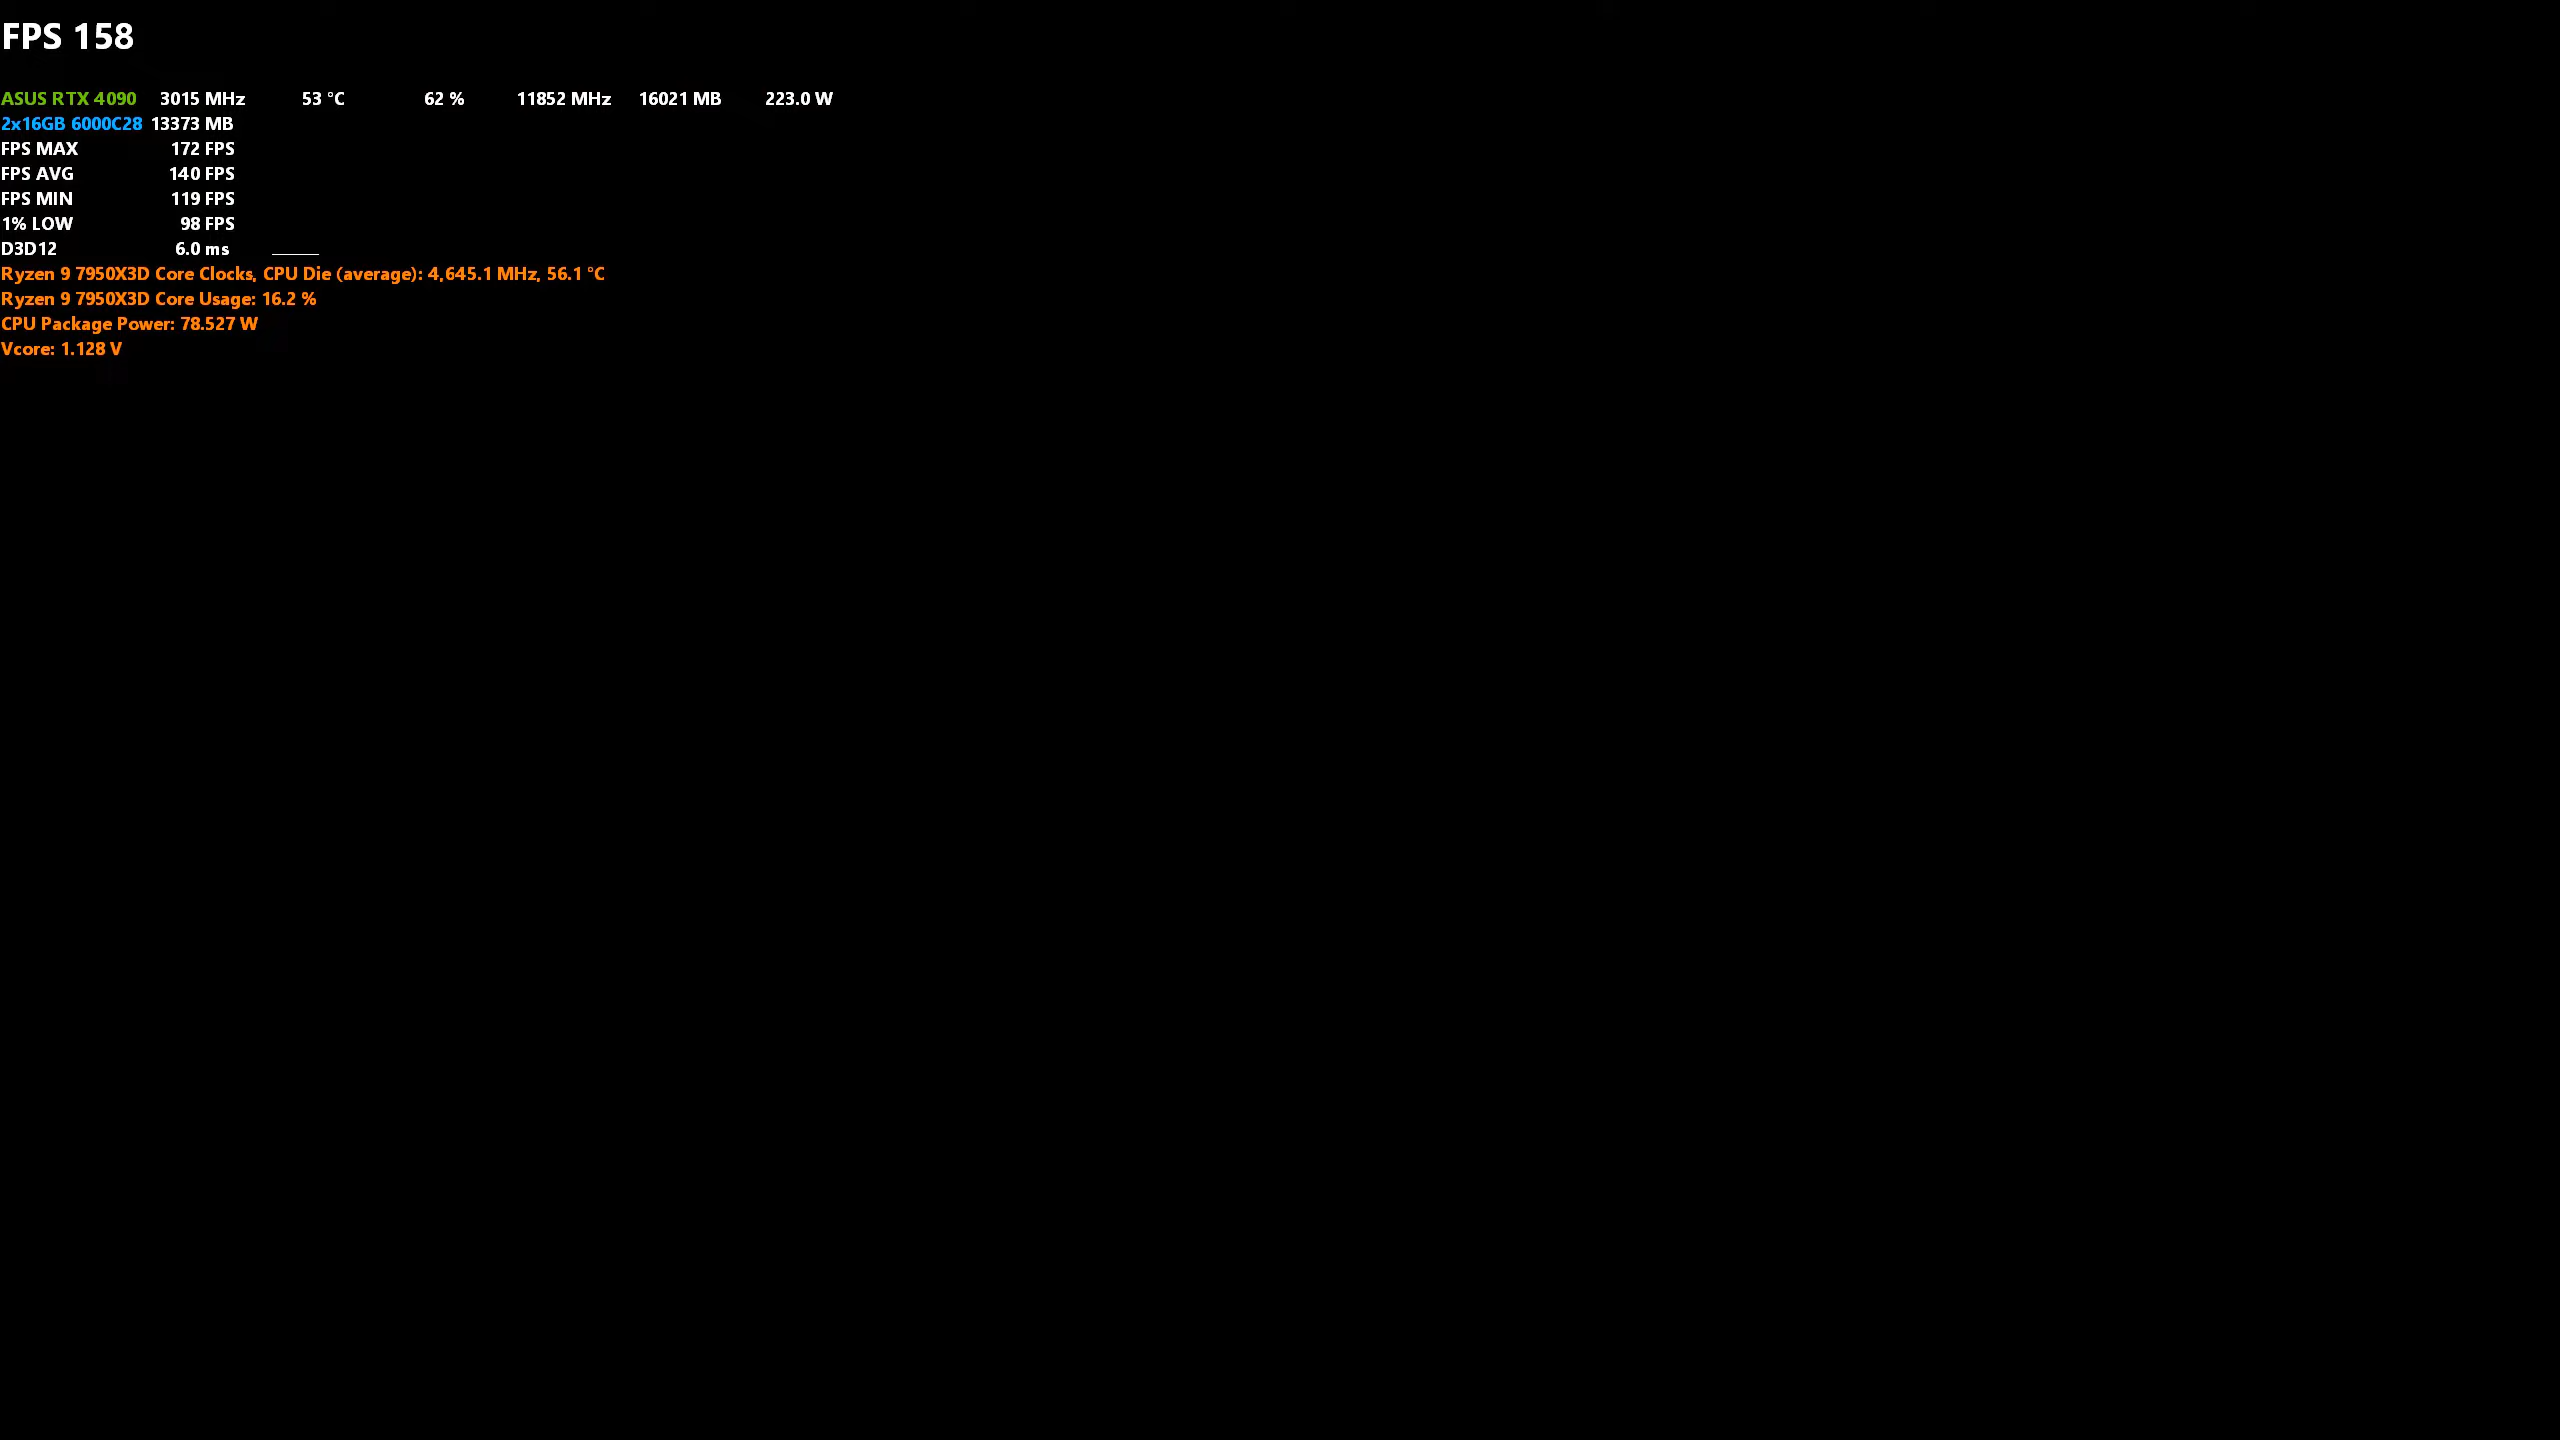 FPS 158
ASUS RTX 4090 3015 MHz 53 °C 62 % 11852 MHz 16021 MB 223.0 W
2x16GB 6000C28 13373 MB
FPS MAX 172 FPS
FPS AVG 140 FPS
FPS MIN 119 FPS
1% LOW 98 FPS
D3D12 6.0 ms
Ryzen 9 7950X3D Core Clocks, CPU Die (average): 4,645.1 MHz, 56.1 °C
Ryzen 9 7950X3D Core Usage: 16.2 %
CPU Package Power: 78.527 W
Vcore: 1.128 V